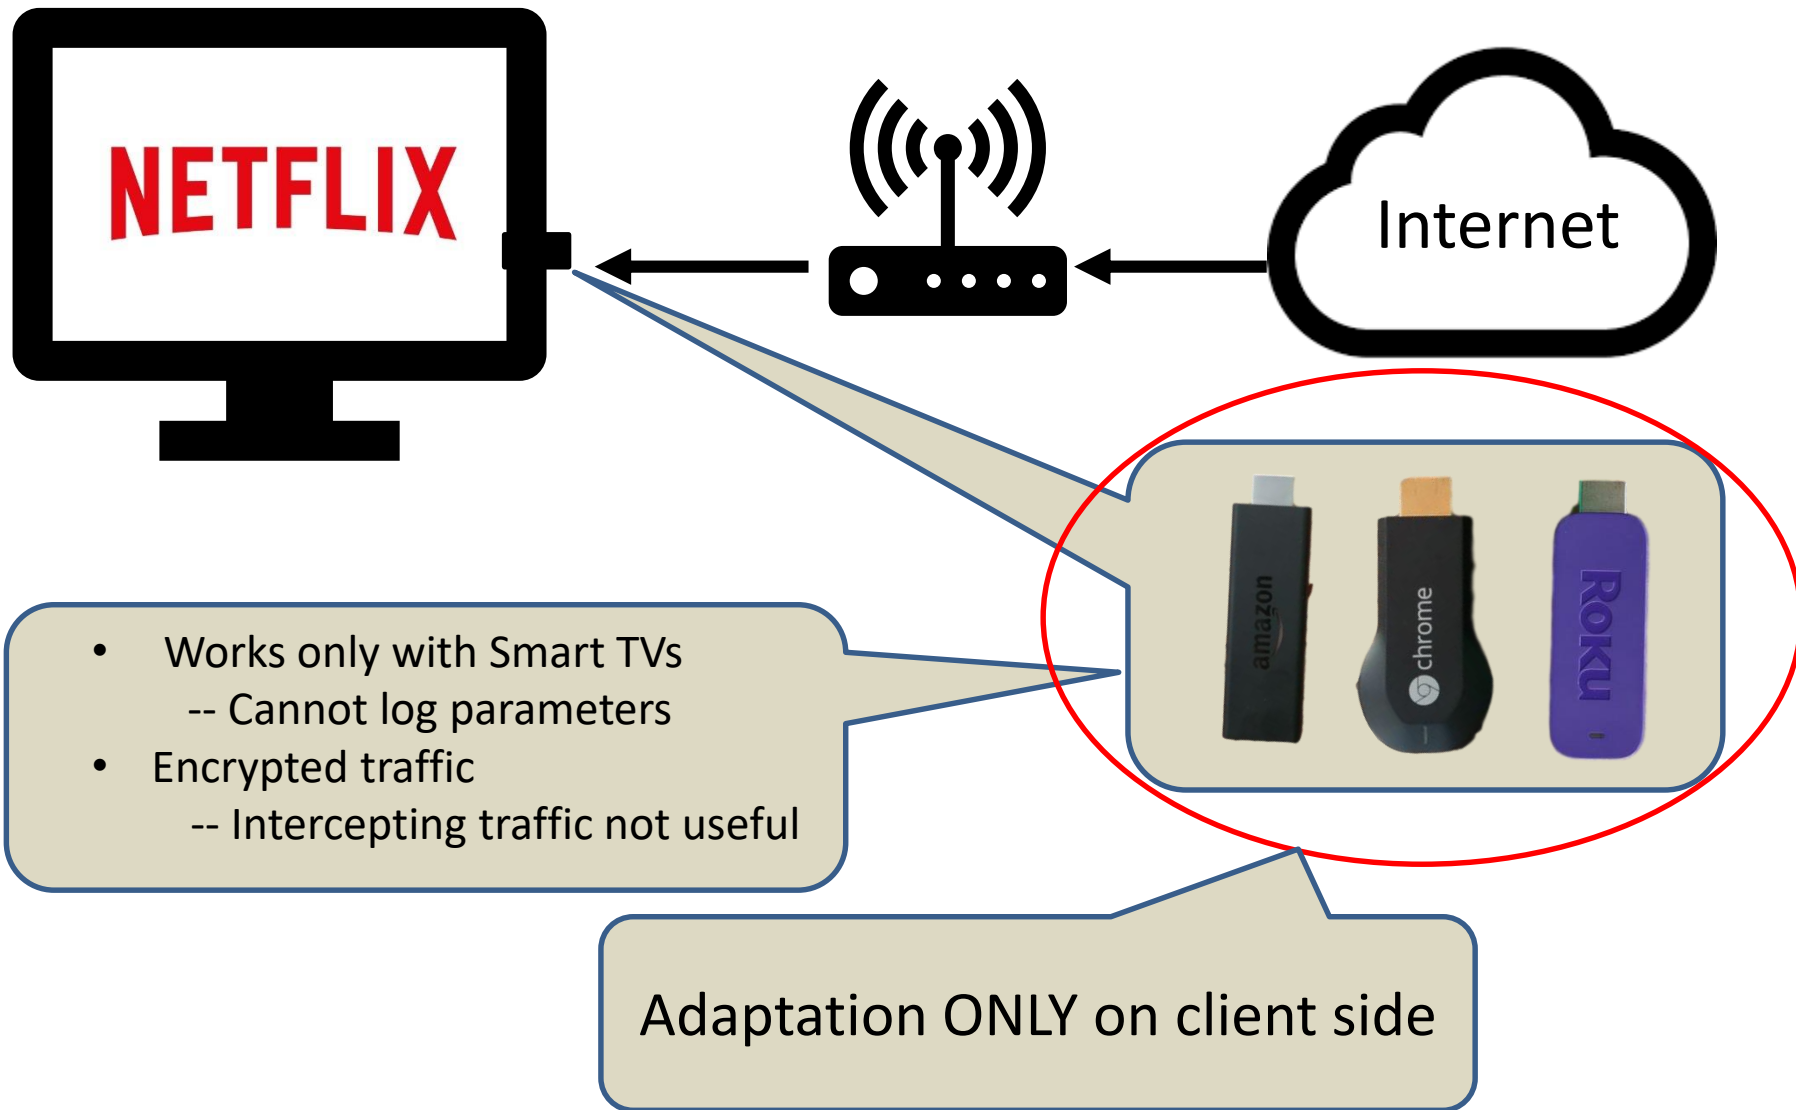 NETFLIX
Internet
amazon
chrome
ROKU
• Works only with Smart TVs
-- Cannot log parameters
• Encrypted traffic
-- Intercepting traffic not useful
Adaptation ONLY on client side